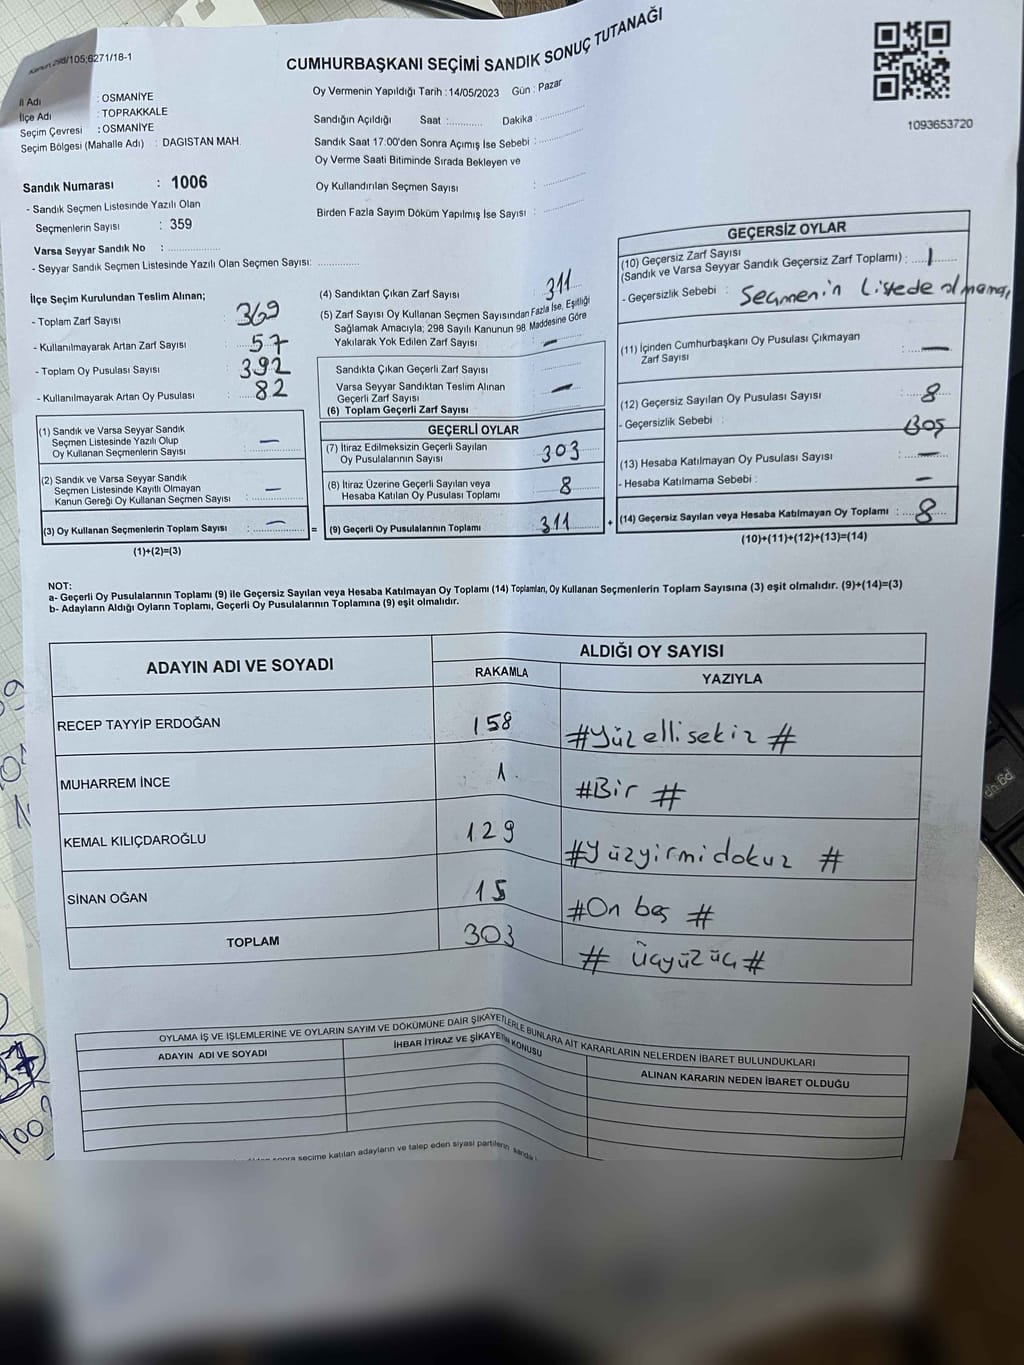 Kanun:298/105;6271/18-1
CUMHURBAŞKANI SEÇİMİ SANDIK SONUÇ TUTANAĞI
İl Adı : OSMANİYE
İlçe Adı : TOPRAKKALE
Seçim Çevresi : OSMANİYE
Seçim Bölgesi (Mahalle Adı) : DAGISTAN MAH.
Oy Vermenin Yapıldığı Tarih : 14/05/2023 Gün : Pazar
Sandığın Açıldığı Saat :........... Dakika :............
Sandık Saat 17:00'den Sonra Açımış İse Sebebi :............
Oy Verme Saati Bitiminde Sırada Bekleyen ve
Oy Kullandırılan Seçmen Sayısı : ............
Birden Fazla Sayım Döküm Yapılmış İse Sayısı : ............
1093653720
Sandık Numarası : 1006
- Sandık Seçmen Listesinde Yazılı Olan
Seçmenlerin Sayısı : 359
Varsa Seyyar Sandık No : ................
- Seyyar Sandık Seçmen Listesinde Yazılı Olan Seçmen Sayısı: ............
İlçe Seçim Kurulundan Teslim Alınan;
- Toplam Zarf Sayısı 369
- Kullanılmayarak Artan Zarf Sayısı : 57
- Toplam Oy Pusulası Sayısı : 392
- Kullanılmayarak Artan Oy Pusulası : 82
(1) Sandık ve Varsa Seyyar Sandık
Seçmen Listesinde Yazılı Olup
Oy Kullanan Seçmenlerin Sayısı : —
(2) Sandık ve Varsa Seyyar Sandık
Seçmen Listesinde Kayıtlı Olmayan
Kanun Gereği Oy Kullanan Seçmen Sayısı : —
(3) Oy Kullanan Seçmenlerin Toplam Sayısı : —
(1)+(2)=(3)
=
(4) Sandıktan Çıkan Zarf Sayısı : 311
(5) Zarf Sayısı Oy Kullanan Seçmen Sayısından Fazla İse, Eşitliği
Sağlamak Amacıyla; 298 Sayılı Kanunun 98. Maddesine Göre
Yakılarak Yok Edilen Zarf Sayısı : —
Sandıkta Çıkan Geçerli Zarf Sayısı
Varsa Seyyar Sandıktan Teslim Alınan
Geçerli Zarf Sayısı —
(6) Toplam Geçerli Zarf Sayısı
GEÇERLİ OYLAR
(7) İtiraz Edilmeksizin Geçerli Sayılan
Oy Pusulalarının Sayısı : 303
(8) İtiraz Üzerine Geçerli Sayılan veya
Hesaba Katılan Oy Pusulası Toplamı : 8
(9) Geçerli Oy Pusulalarının Toplamı : 311
+
GEÇERSİZ OYLAR
(10) Geçersiz Zarf Sayısı
(Sandık ve Varsa Seyyar Sandık Geçersiz Zarf Toplamı) : 1
- Geçersizlik Sebebi : Seçmenin listede olmaması
(11) İçinden Cumhurbaşkanı Oy Pusulası Çıkmayan
Zarf Sayısı : —
(12) Geçersiz Sayılan Oy Pusulası Sayısı : 8
- Geçersizlik Sebebi : Boş
(13) Hesaba Katılmayan Oy Pusulası Sayısı : —
- Hesaba Katılmama Sebebi : —
(14) Geçersiz Sayılan veya Hesaba Katılmayan Oy Toplamı : 8
(10)+(11)+(12)+(13)=(14)
NOT:
a- Geçerli Oy Pusulalarının Toplamı (9) ile Geçersiz Sayılan veya Hesaba Katılmayan Oy Toplamı (14) Toplamları, Oy Kullanan Seçmenlerin Toplam Sayısına (3) eşit olmalıdır. (9)+(14)=(3)
b- Adayların Aldığı Oyların Toplamı, Geçerli Oy Pusulalarının Toplamına (9) eşit olmalıdır.
ADAYIN ADI VE SOYADI
ALDIĞI OY SAYISI
RAKAMLA YAZIYLA
RECEP TAYYİP ERDOĞAN 158 #Yüzellisekiz #
MUHARREM İNCE 1 #Bir #
KEMAL KILIÇDAROĞLU 129 #Yüzyirmidokuz #
SİNAN OĞAN 15 #On beş #
TOPLAM 303 # üçyüzüç#
OYLAMA İŞ VE İŞLEMLERİNE VE OYLARIN SAYIM VE DÖKÜMÜNE DAİR ŞİKAYETLERLE BUNLARA AİT KARARLARIN NELERDEN İBARET BULUNDUKLARI
ADAYIN ADI VE SOYADI
İHBAR İTİRAZ VE ŞİKAYETİN KONUSU
ALINAN KARARIN NEDEN İBARET OLDUĞU
sonra seçime katılan adayların ve talep eden siyasi partilerin
Pg up